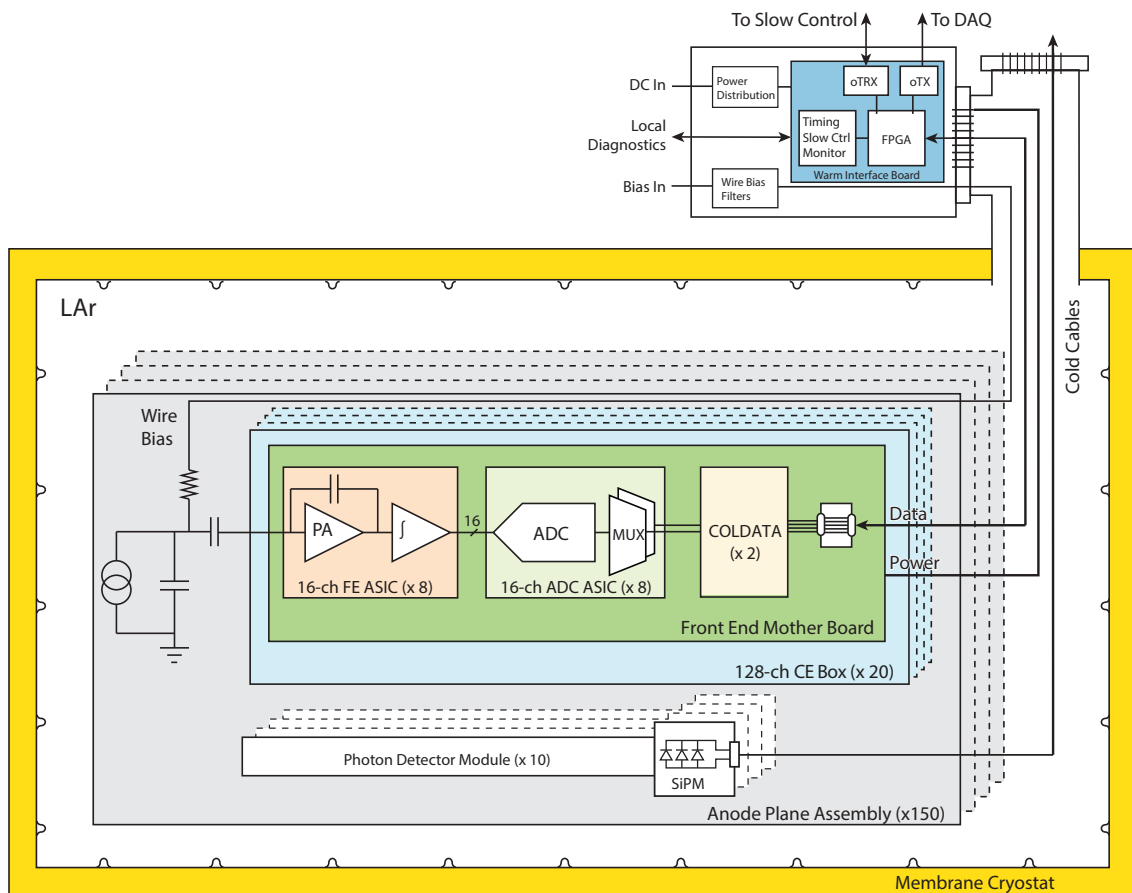 To Slow Control
To DAQ
DC In
Power
Distribution
oTRX
oTX
Local
Diagnostics
Timing
Slow Ctrl
Monitor
FPGA
Warm Interface Board
Bias In
Wire Bias
Filters
LAr
Cold Cables
Wire
Bias
PA
∫
16
ADC
MUX
COLDATA
(x 2)
Data
Power
16-ch FE ASIC (x 8)
16-ch ADC ASIC (x 8)
Front End Mother Board
128-ch CE Box (x 20)
Photon Detector Module (x 10)
SiPM
Anode Plane Assembly (x150)
Membrane Cryostat